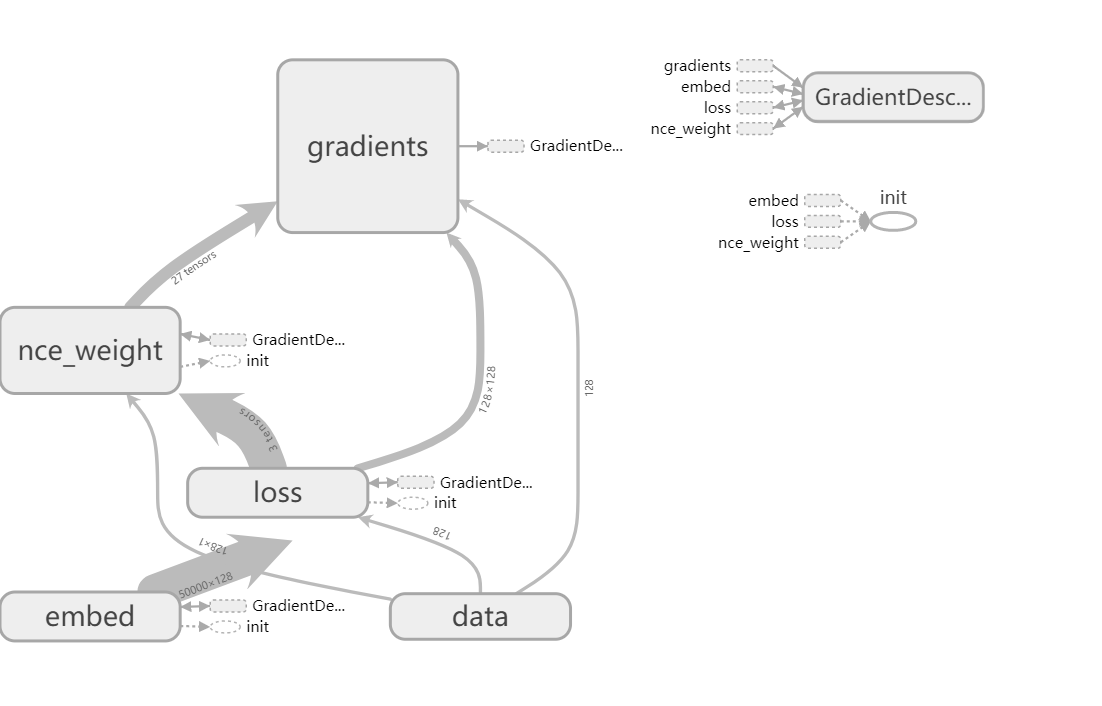 gradients
GradientDe...
gradients
embed
loss
nce_weight
GradientDesc...
embed
loss
nce_weight
init
27 tensors
nce_weight
GradientDe...
init
128×128
128
3 tensors
loss
GradientDe...
init
128
128×1
50000×128
embed
GradientDe...
init
data